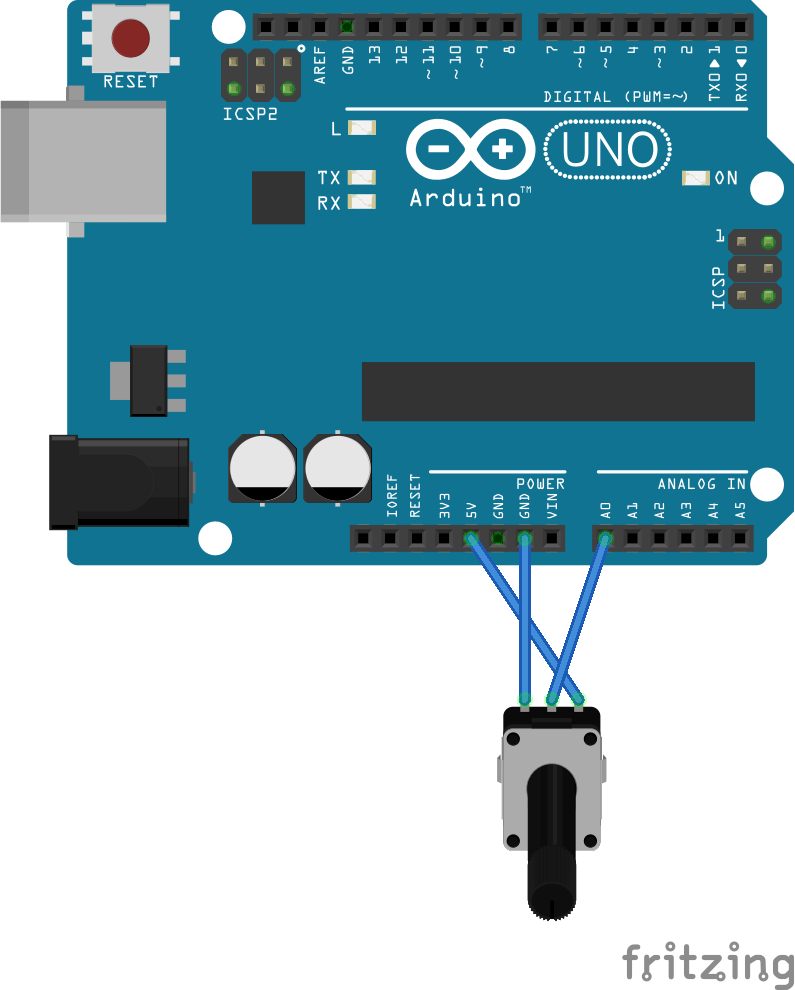 AREF
GND
13
12
~11
~10
~9
8
7
~6
~5
4
~3
2
TX0▶1
RX0◀0
RESET
ICSP2
DIGITAL (PWM=~)
L
TX
RX
UNO
Arduino™
ON
1
ICSP
POWER
ANALOG IN
IOREF
RESET
3V3
5V
GND
GND
VIN
A0
A1
A2
A3
A4
A5
fritzing